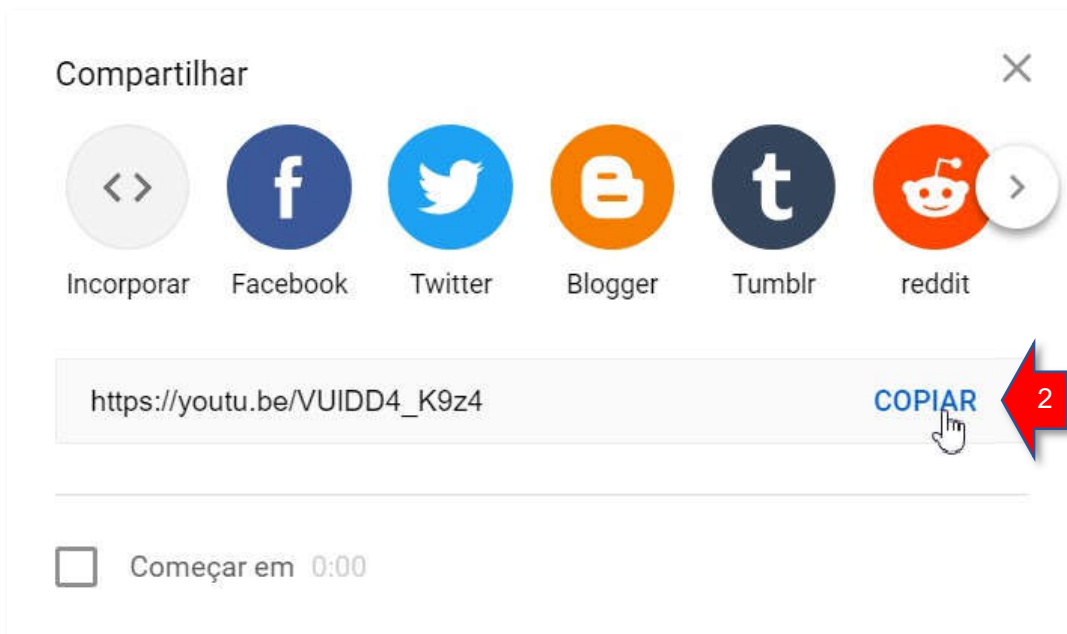 Compartilhar
Incorporar Facebook Twitter Blogger Tumblr reddit
https://youtu.be/VUIDD4_K9z4 COPIAR 2
Começar em 0:00